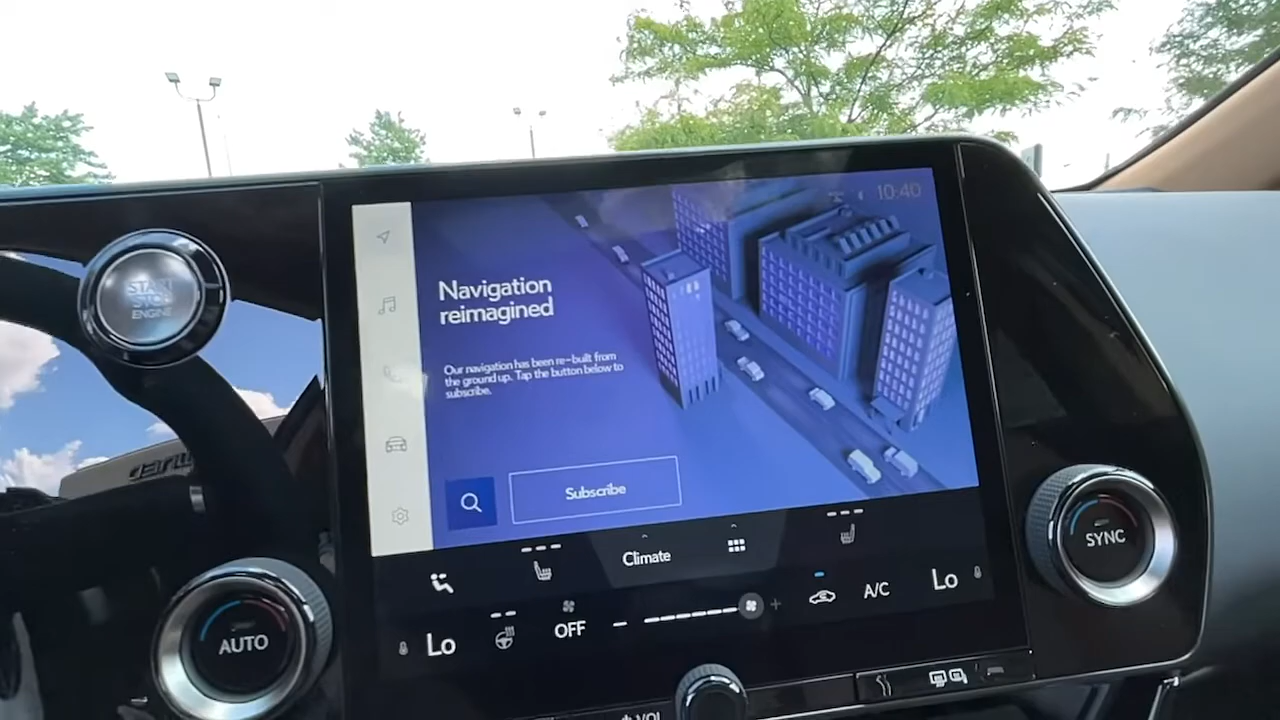 10:40
START
STOP
ENGINE
Navigation
reimagined
Our navigation has been re-built from
the ground up. Tap the button below to
subscribe.
Subscribe
Climate
SYNC
AUTO
Lo
OFF
A/C
Lo
VOL